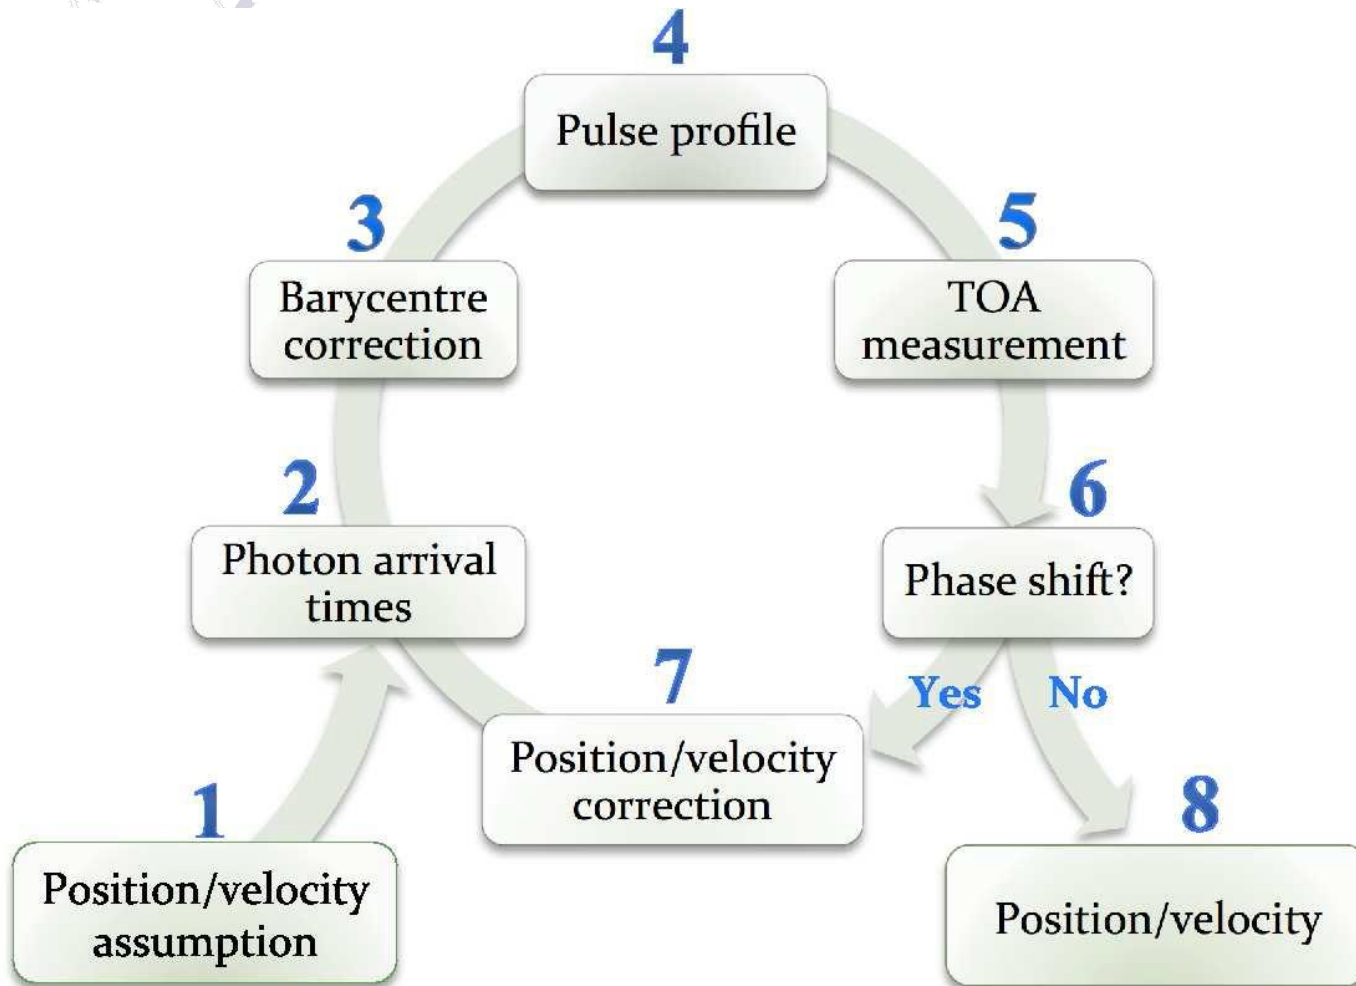 4
Pulse profile
3
5
Barycentre
correction
TOA
measurement
2
6
Photon arrival
times
Phase shift?
7
Yes
No
Position/velocity
correction
1
8
Position/velocity
assumption
Position/velocity